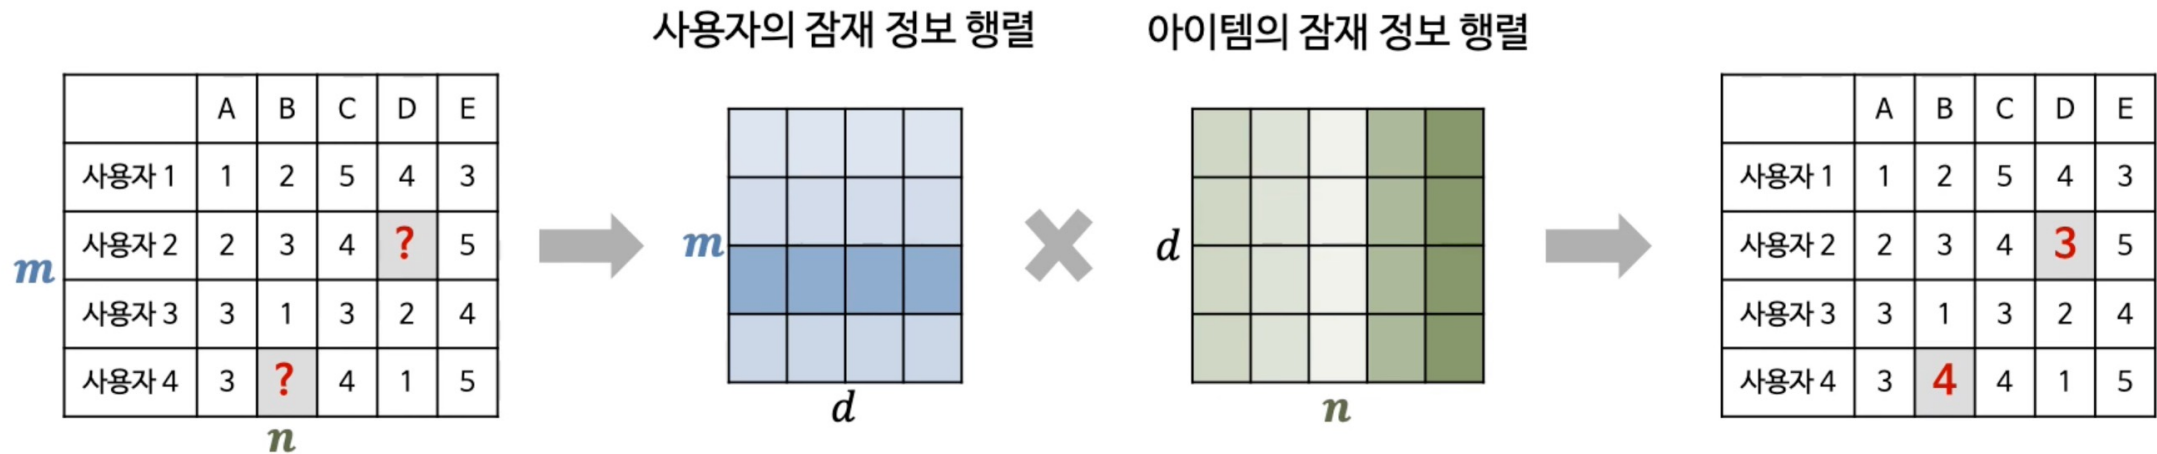 사용자의 잠재 정보 행렬
아이템의 잠재 정보 행렬
A B C D E
사용자 1 1 2 5 4 3
사용자 2 2 3 4 ? 5
사용자 3 3 1 3 2 4
사용자 4 3 ? 4 1 5
m
n
m
d
d
n
A B C D E
사용자 1 1 2 5 4 3
사용자 2 2 3 4 3 5
사용자 3 3 1 3 2 4
사용자 4 3 4 4 1 5